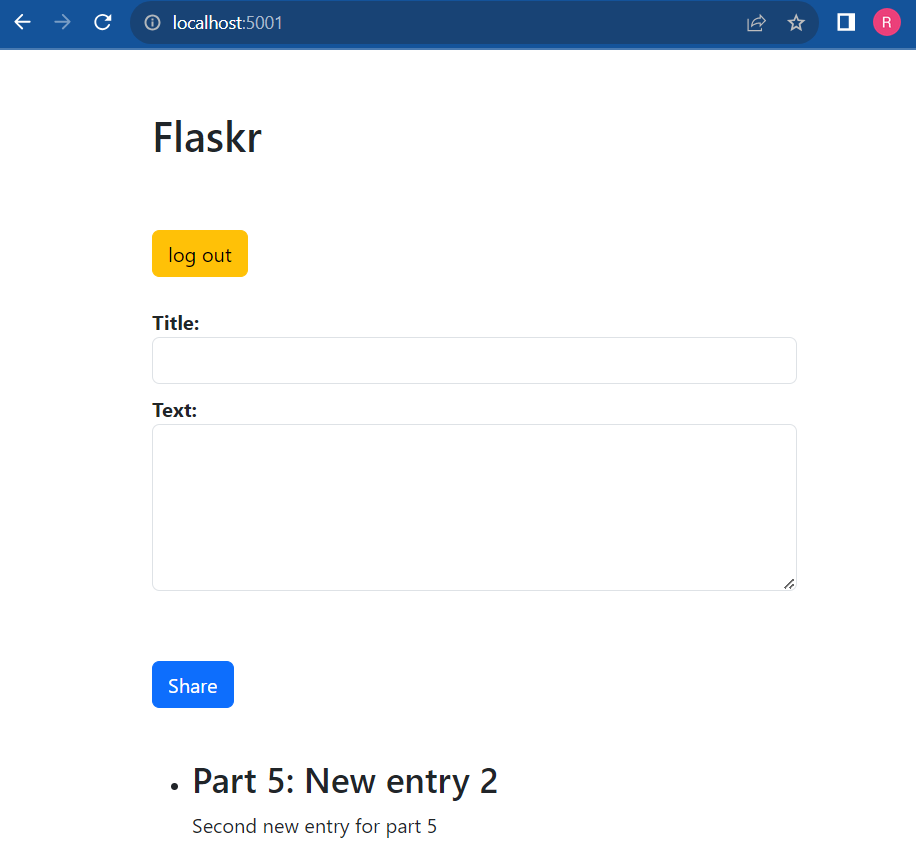 localhost:5001
R
Flaskr
log out
Title:
Text:
Share
Part 5: New entry 2
Second new entry for part 5